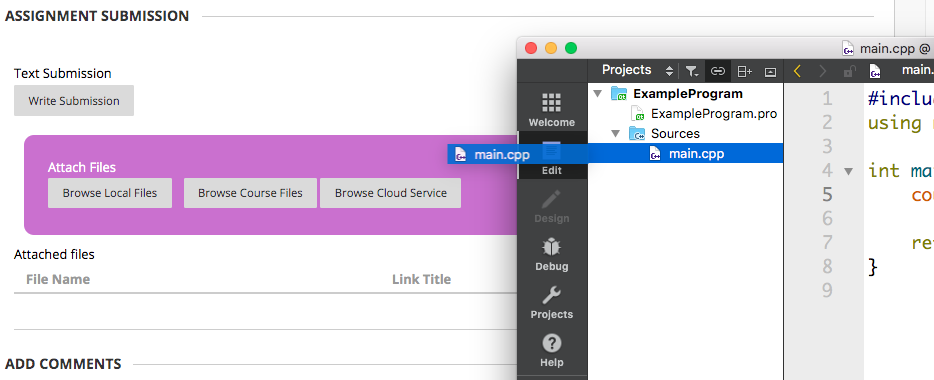 ASSIGNMENT SUBMISSION
Text Submission
Write Submission
Attach Files
Browse Local Files
Browse Course Files
Browse Cloud Service
Attached files
File Name
Link Title
ADD COMMENTS
main.cpp @
Projects
main.
Welcome
Edit
Design
Debug
Projects
Help
ExampleProgram
ExampleProgram.pro
Sources
main.cpp
main.cpp
1 #inclu
2 using
3
4 int ma
5 co
6
7 re
8 }
9